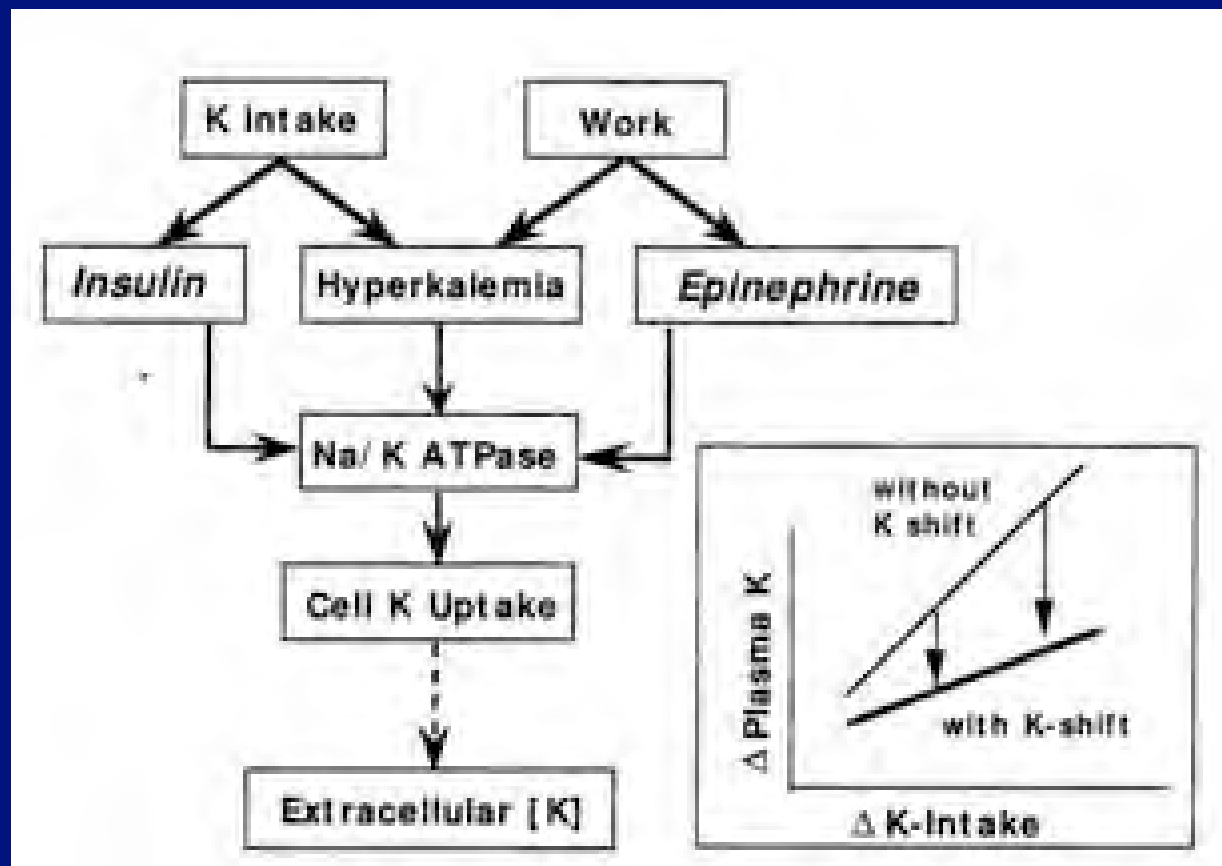 K intake
Work
Insulin
Hyperkalemia
Epinephrine
Na/K ATPase
Cell K Uptake
Extracellular [K]
without
K shift
with K-shift
Δ Plasma K
Δ K-Intake